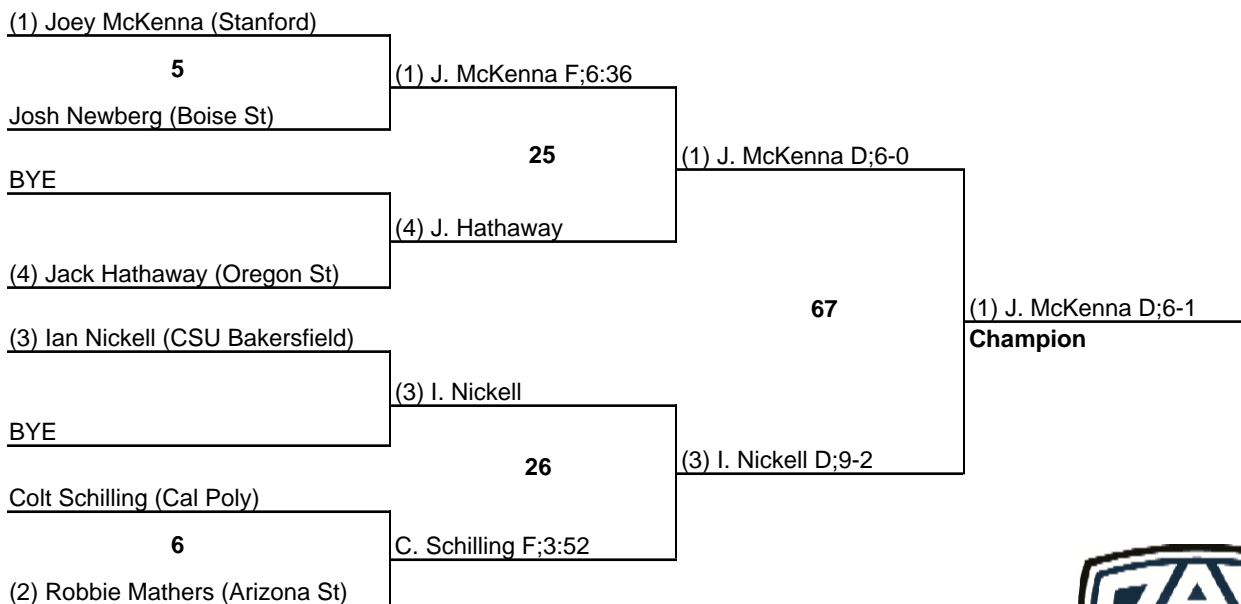 (1) Joey McKenna (Stanford)
5
(1) J. McKenna F;6:36
Josh Newberg (Boise St)
25
(1) J. McKenna D;6-0
BYE
(4) J. Hathaway
(4) Jack Hathaway (Oregon St)
67
(1) J. McKenna D;6-1
(3) Ian Nickell (CSU Bakersfield)
Champion
(3) I. Nickell
BYE
26
(3) I. Nickell D;9-2
Colt Schilling (Cal Poly)
6
C. Schilling F;3:52
(2) Robbie Mathers (Arizona St)